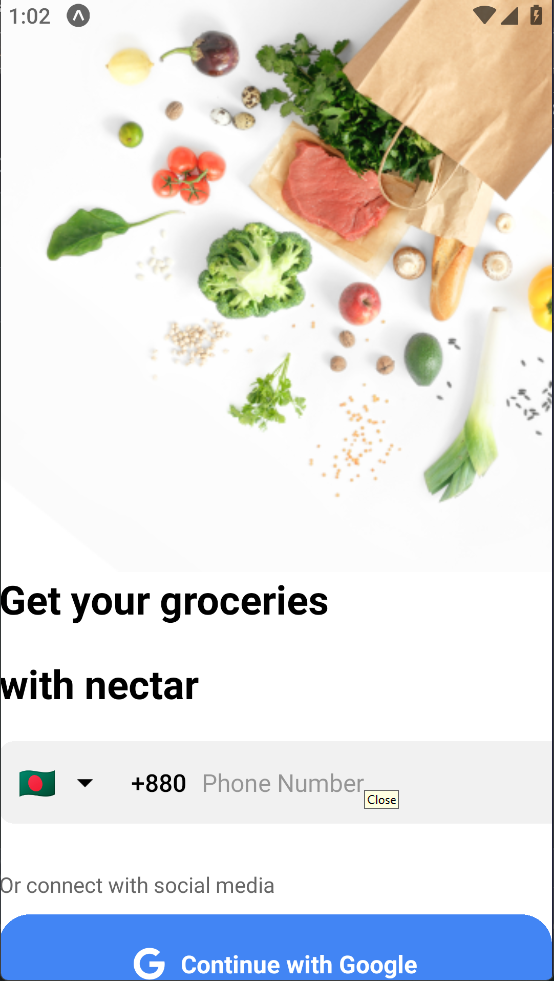 1:02
Get your groceries
with nectar
+880 Phone Number
Close
Or connect with social media
G Continue with Google